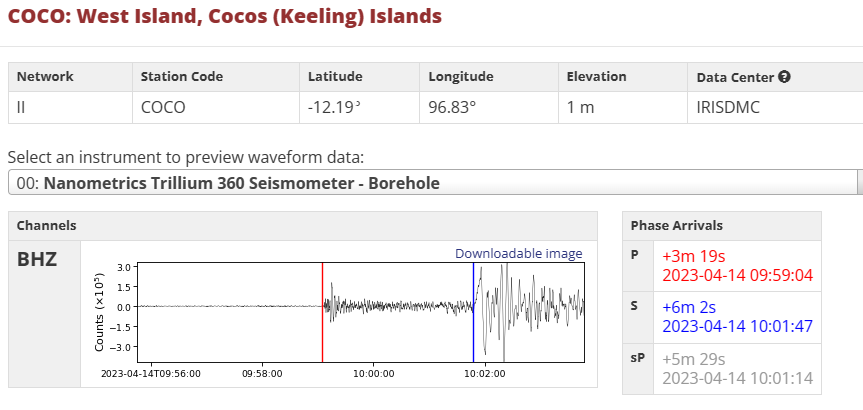 COCO: West Island, Cocos (Keeling) Islands
Network Station Code Latitude Longitude Elevation Data Center ?
II COCO -12.19° 96.83° 1 m IRISDMC
Select an instrument to preview waveform data:
00: Nanometrics Trillium 360 Seismometer - Borehole
Channels
BHZ
Downloadable image
Counts (×10⁵)
3.0
1.5
0.0
−1.5
−3.0
2023-04-14T09:56:00 09:58:00 10:00:00 10:02:00
Phase Arrivals
P +3m 19s
2023-04-14 09:59:04
S +6m 2s
2023-04-14 10:01:47
sP +5m 29s
2023-04-14 10:01:14